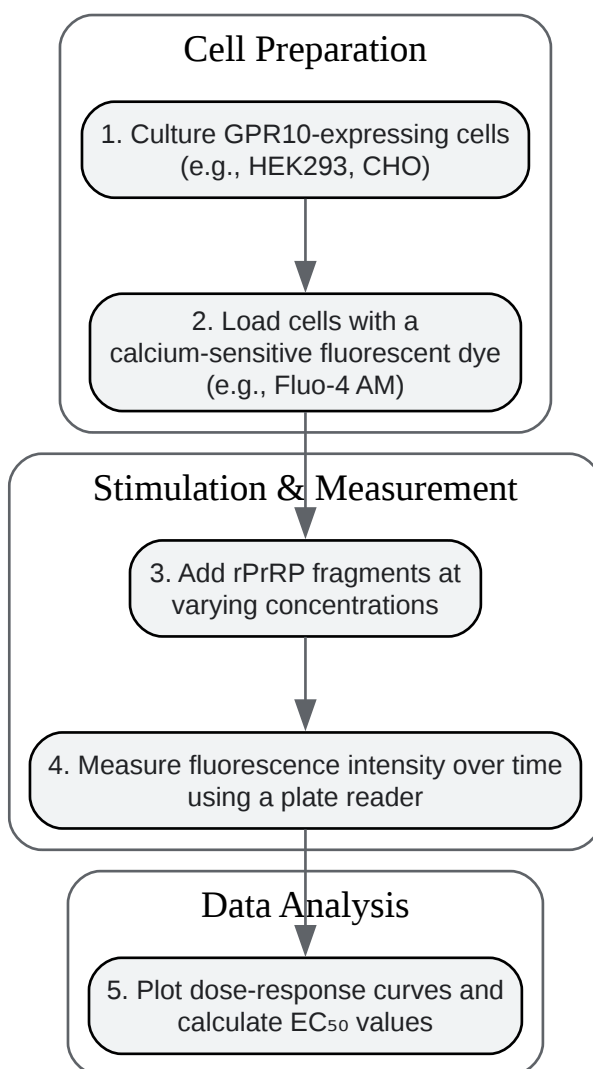 Cell Preparation
1. Culture GPR10-expressing cells
(e.g., HEK293, CHO)
2. Load cells with a
calcium-sensitive fluorescent dye
(e.g., Fluo-4 AM)
Stimulation & Measurement
3. Add rPrRP fragments at
varying concentrations
4. Measure fluorescence intensity over time
using a plate reader
Data Analysis
5. Plot dose-response curves and
calculate EC₅₀ values